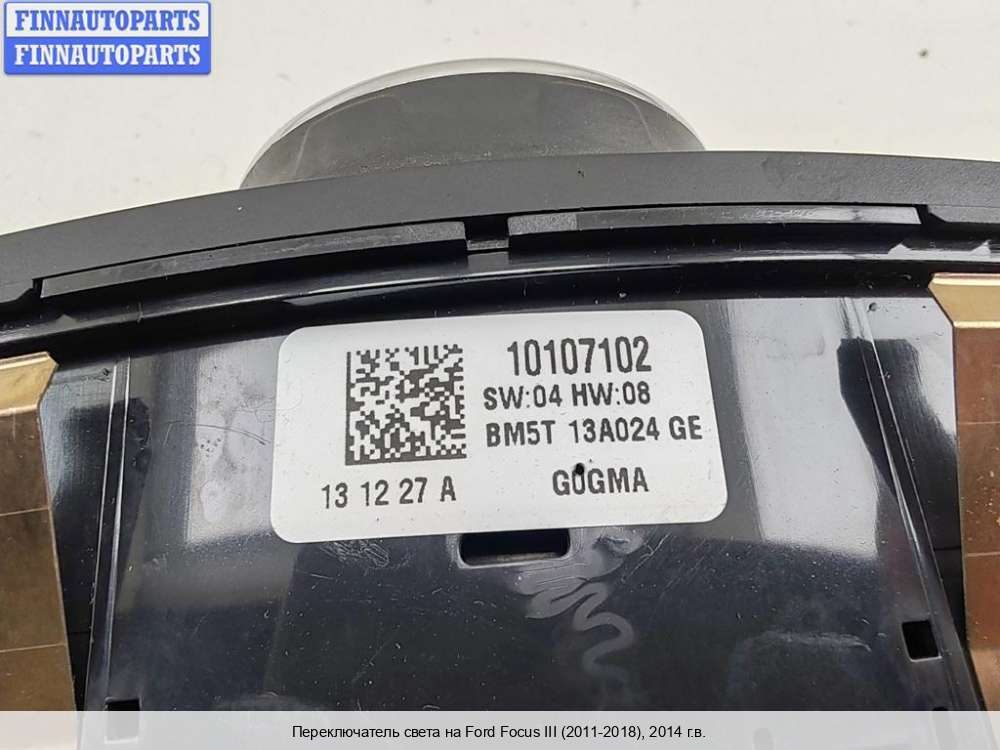 FINNAUTOPARTS
FINNAUTOPARTS
10107102
SW:04 HW:08
BM5T 13A024 GE
13 12 27 A
G0GMA
Переключатель света на Ford Focus III (2011-2018), 2014 г.в.